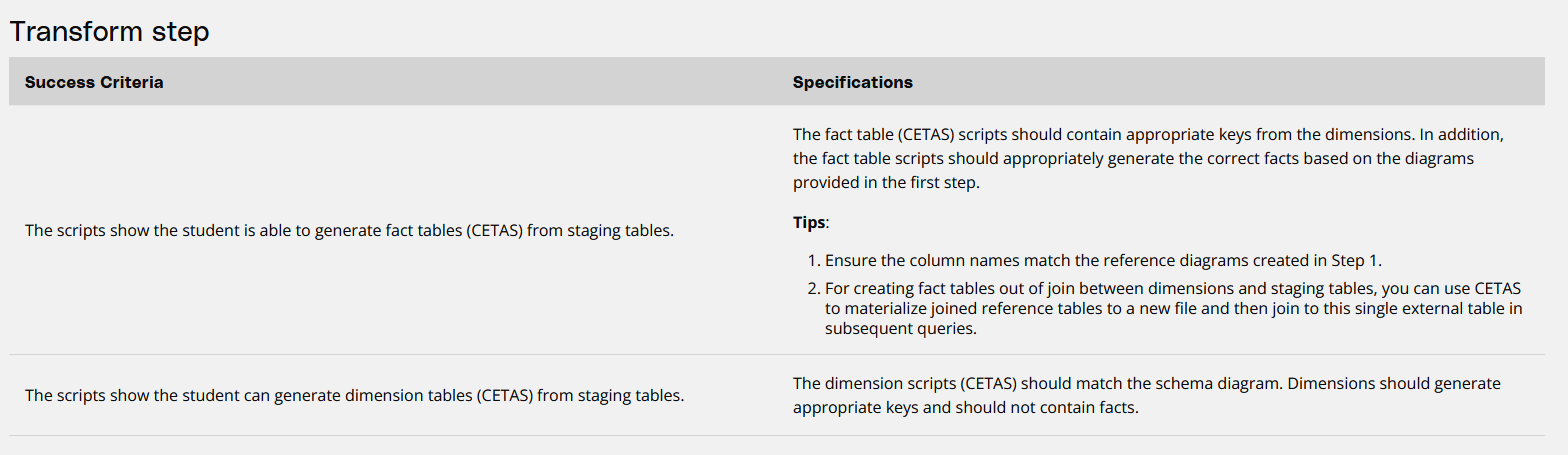 Transform step
Success Criteria
Specifications
The scripts show the student is able to generate fact tables (CETAS) from staging tables.
The fact table (CETAS) scripts should contain appropriate keys from the dimensions. In addition,
the fact table scripts should appropriately generate the correct facts based on the diagrams
provided in the first step.
Tips:
1. Ensure the column names match the reference diagrams created in Step 1.
2. For creating fact tables out of join between dimensions and staging tables, you can use CETAS
to materialize joined reference tables to a new file and then join to this single external table in
subsequent queries.
The scripts show the student can generate dimension tables (CETAS) from staging tables.
The dimension scripts (CETAS) should match the schema diagram. Dimensions should generate
appropriate keys and should not contain facts.